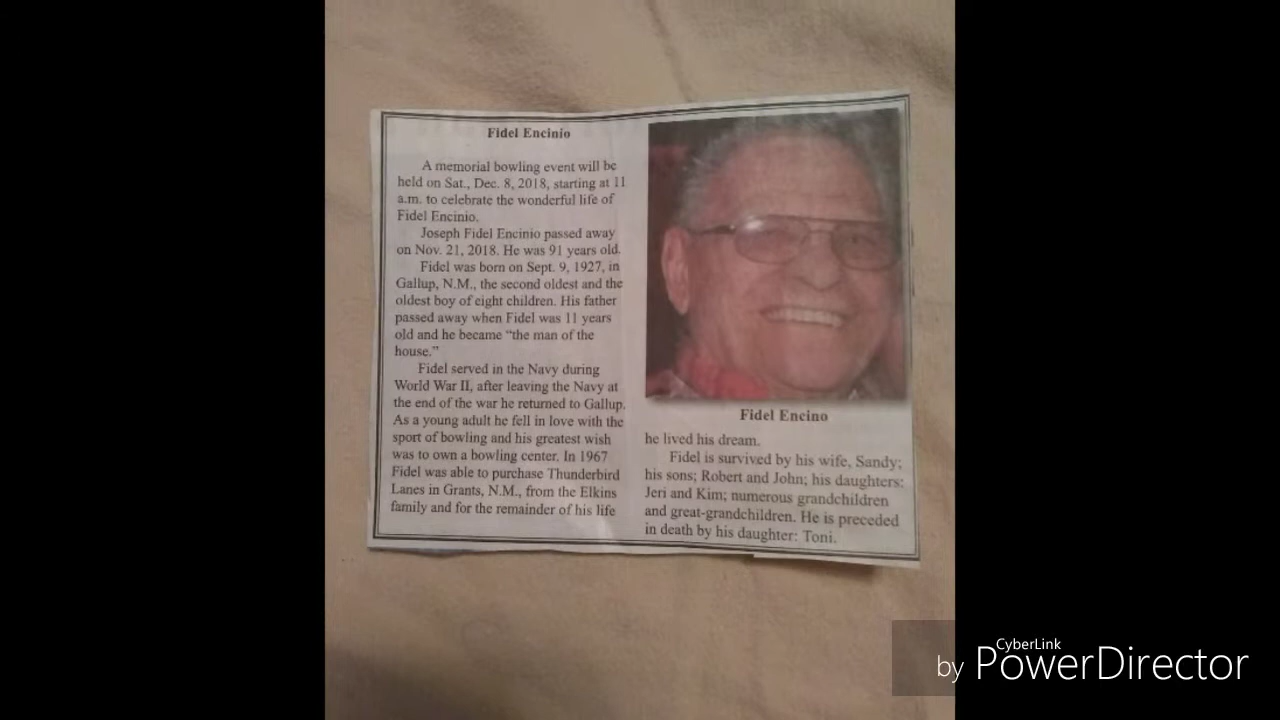 Fidel Encinio
A memorial bowling event will be
held on Sat., Dec. 8, 2018, starting at 11
a.m. to celebrate the wonderful life of
Fidel Encinio.
Joseph Fidel Encinio passed away
on Nov. 21, 2018. He was 91 years old.
Fidel was born on Sept. 9, 1927, in
Gallup, N.M., the second oldest and the
oldest boy of eight children. His father
passed away when Fidel was 11 years
old and he became “the man of the
house.”
Fidel served in the Navy during
World War II, after leaving the Navy at
the end of the war he returned to Gallup.
As a young adult he fell in love with the
sport of bowling and his greatest wish
was to own a bowling center. In 1967
Fidel was able to purchase Thunderbird
Lanes in Grants, N.M., from the Elkins
family and for the remainder of his life
Fidel Encino
he lived his dream.
Fidel is survived by his wife, Sandy;
his sons; Robert and John; his daughters:
Jeri and Kim; numerous grandchildren
and great-grandchildren. He is preceded
in death by his daughter: Toni.
by CyberLink PowerDirector